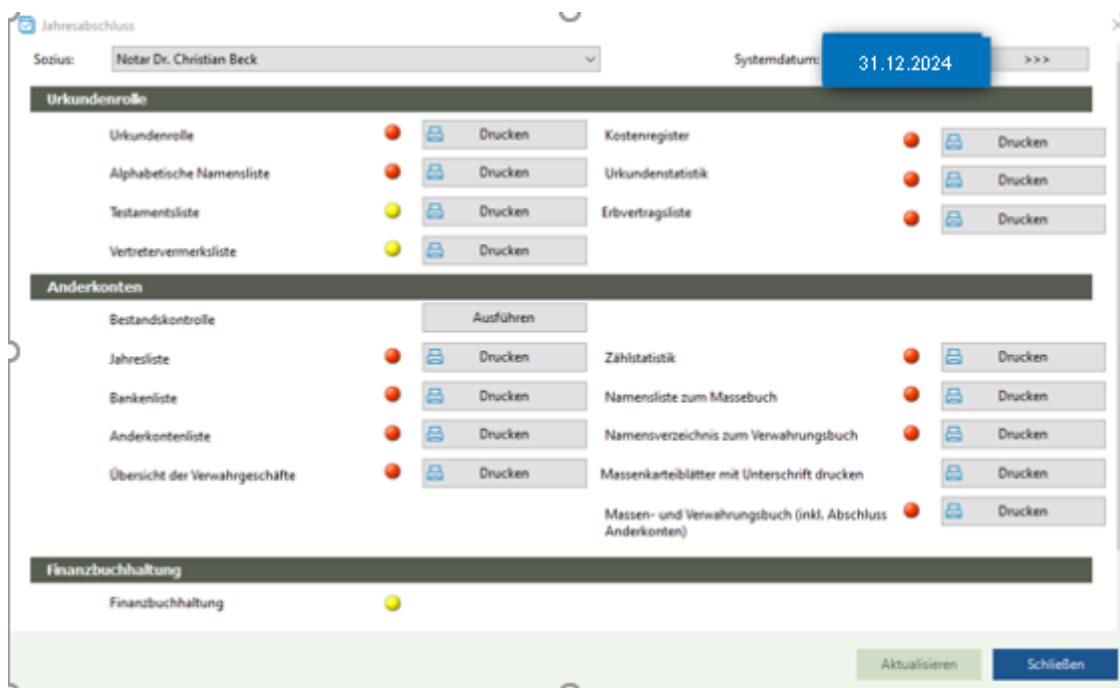 Jahresabschluss
Sozius: Notar Dr. Christian Beck Systemdatum: 31.12.2024 >>>
Urkundenrolle
Urkundenrolle Drucken Kostenregister Drucken
Alphabetische Namensliste Drucken Urkundenstatistik Drucken
Testamentsliste Drucken Erbvertragsliste Drucken
Vertretervermerksliste Drucken
Anderkonten
Bestandskontrolle Ausführen
Jahresliste Drucken Zählstatistik Drucken
Bankenliste Drucken Namensliste zum Massebuch Drucken
Anderkontenliste Drucken Namensverzeichnis zum Verwahrungsbuch Drucken
Übersicht der Verwahrgeschäfte Drucken Massenkarteiblätter mit Unterschrift drucken Drucken
Massen- und Verwahrungsbuch (inkl. Abschluss Drucken
Anderkonten)
Finanzbuchhaltung
Finanzbuchhaltung
Aktualisieren Schließen